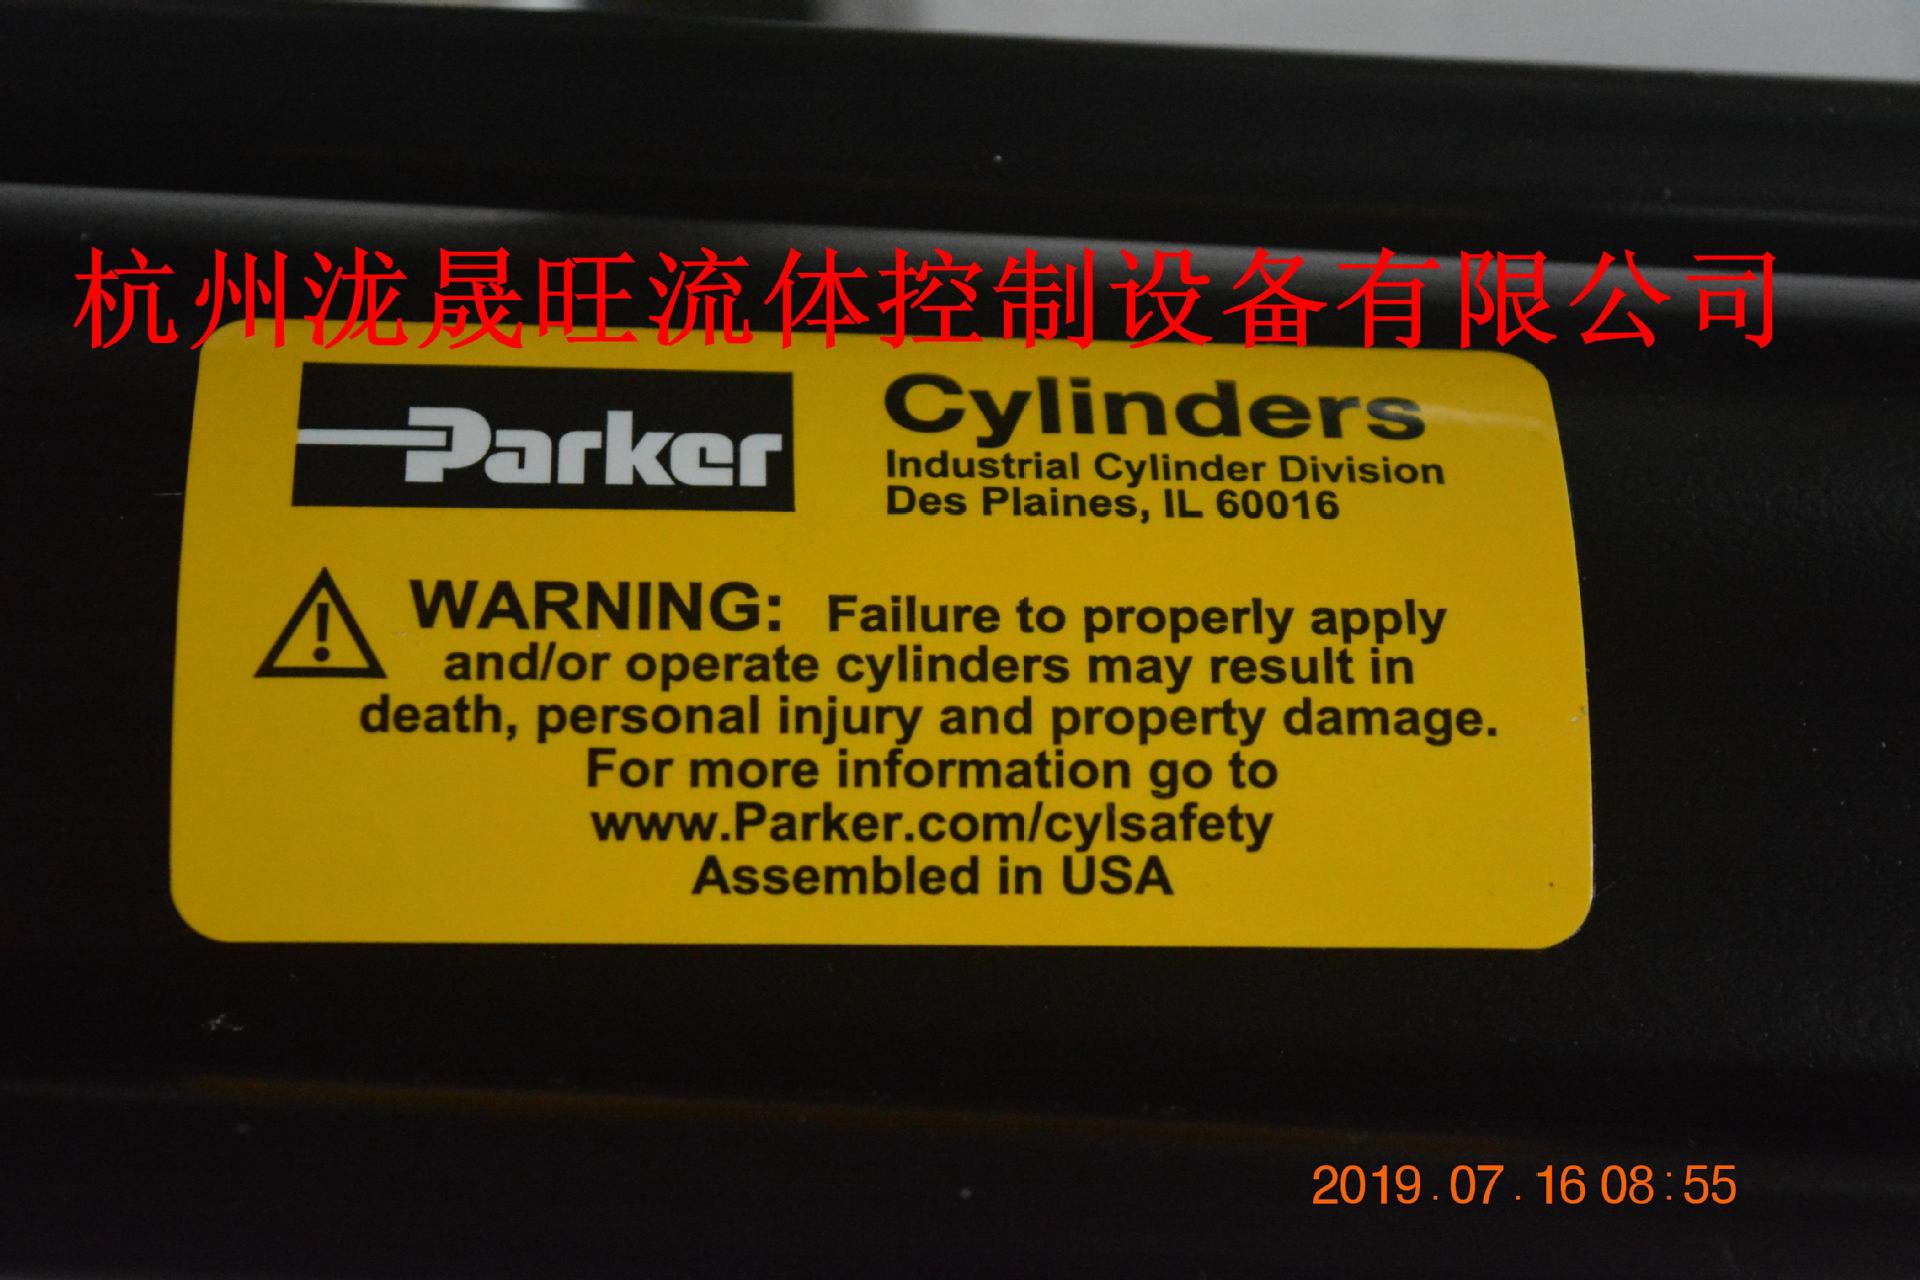 杭州泷晟旺流体控制设备有限公司
Parker
Cylinders
Industrial Cylinder Division
Des Plaines, IL 60016
WARNING: Failure to properly apply
and/or operate cylinders may result in
death, personal injury and property damage.
For more information go to
www.Parker.com/cylsafety
Assembled in USA
2019.07.16 08:55